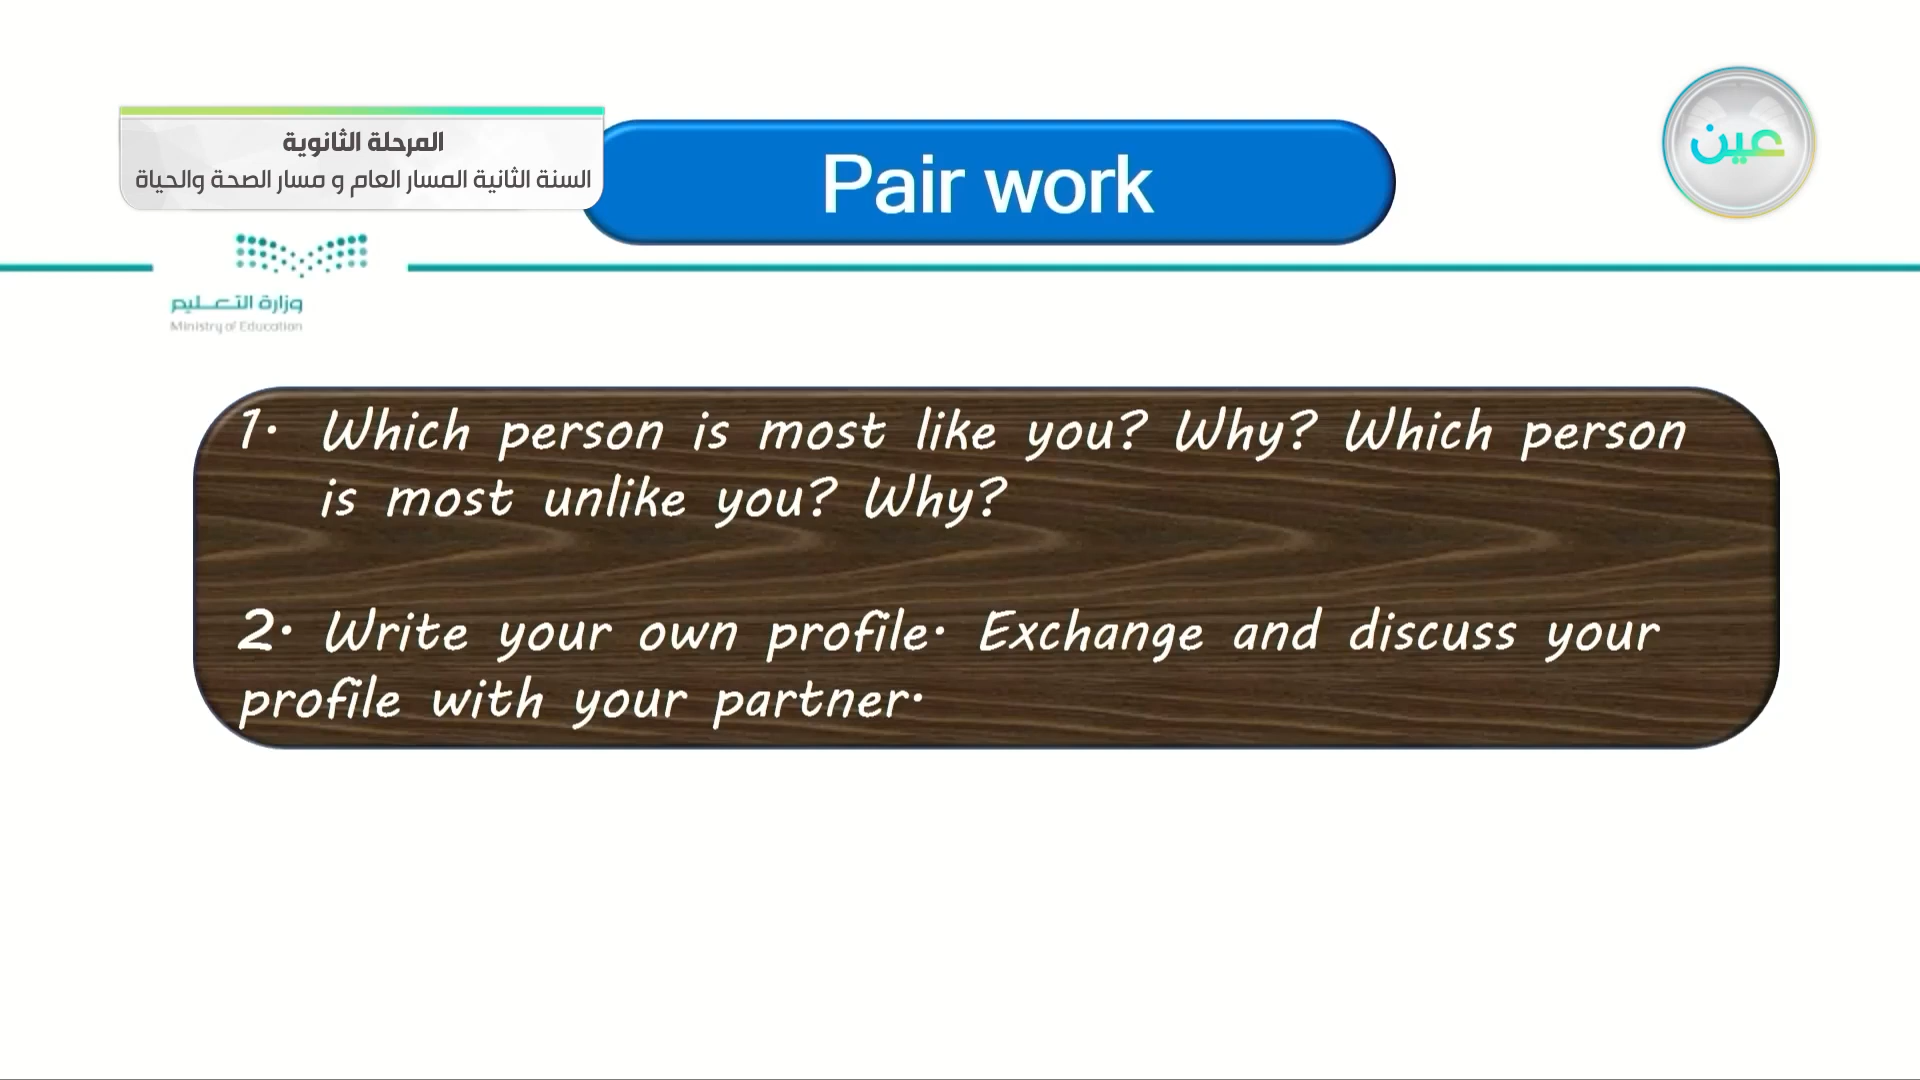 المرحلة الثانوية
السنة الثانية المسار العام و مسار الصحة والحياة
Pair work
عين
وزارة التعـــليم
Ministry of Education
1. Which person is most like you? Why? Which person
is most unlike you? Why?
2. Write your own profile. Exchange and discuss your
profile with your partner.